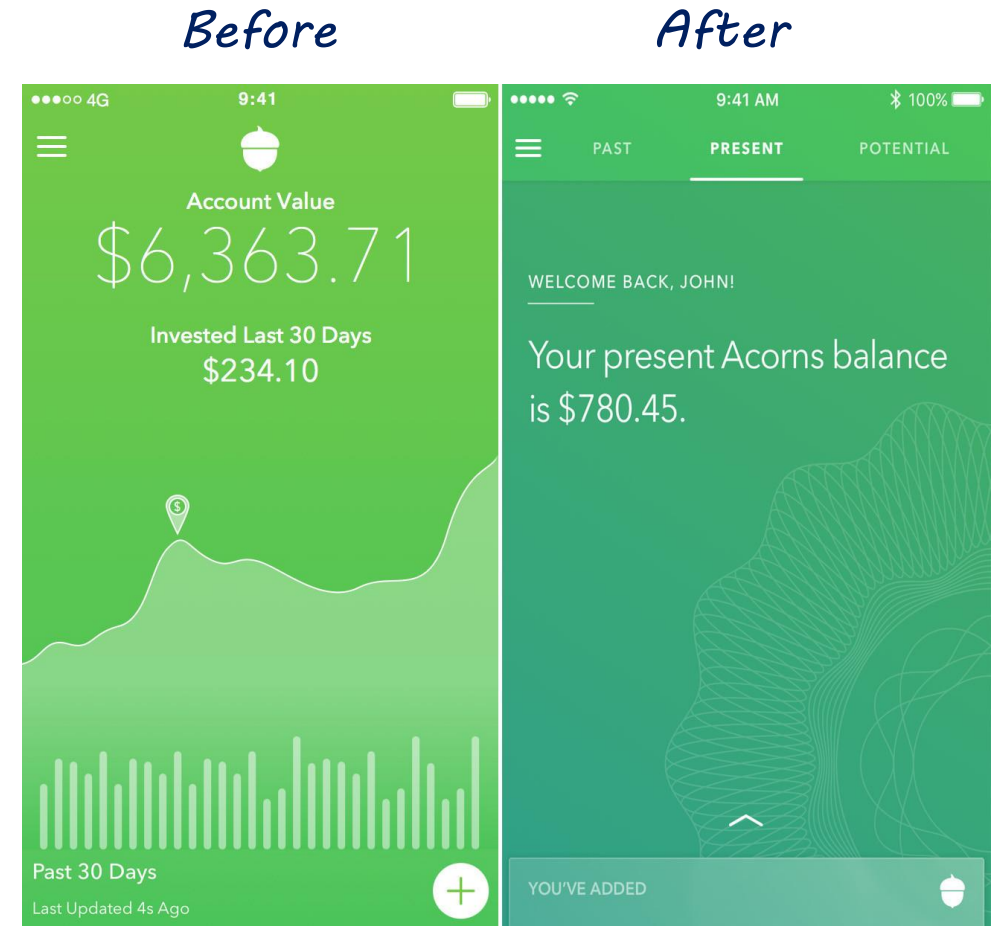 Before
After
4G
9:41
Account Value
$6,363.71
Invested Last 30 Days
$234.10
$
Past 30 Days
Last Updated 4s Ago
9:41 AM
100%
PAST
PRESENT
POTENTIAL
WELCOME BACK, JOHN!
Your present Acorns balance
is $780.45.
YOU'VE ADDED